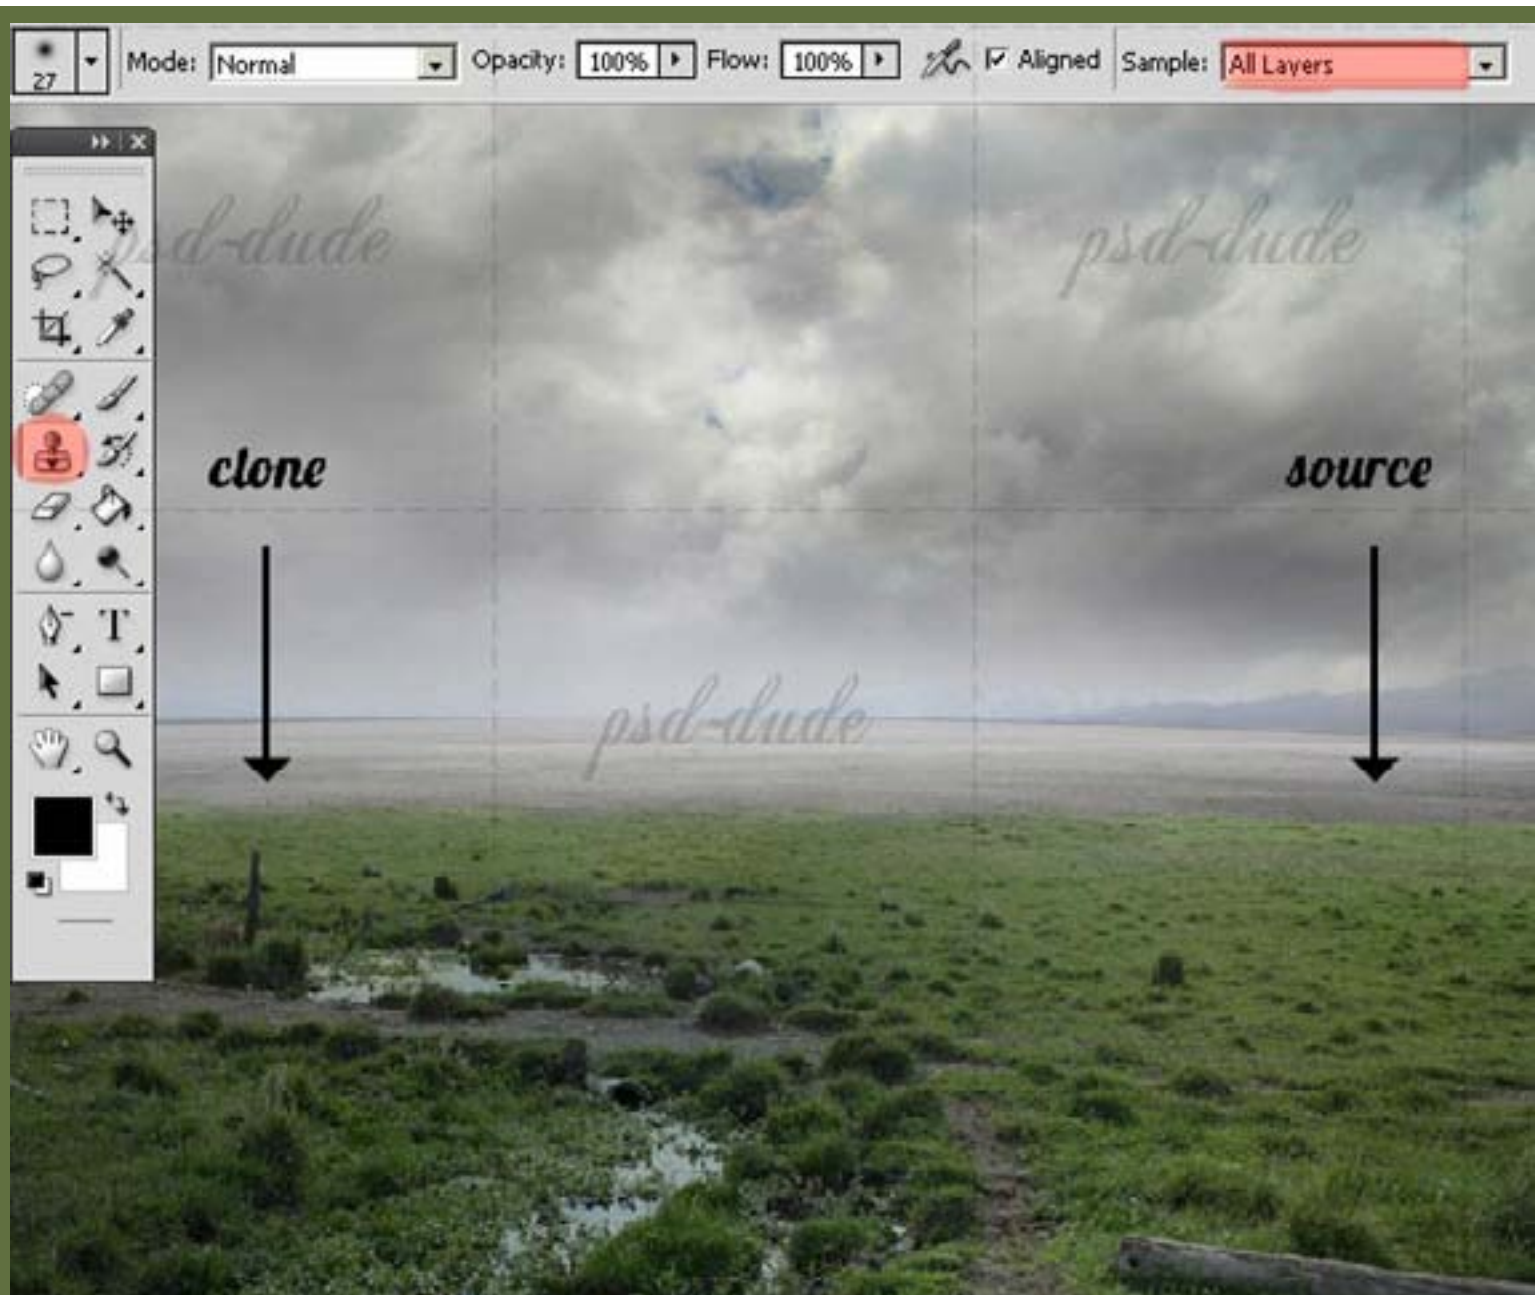 Mode: Normal Opacity: 100% Flow: 100% Aligned Sample: All Layers
27
psd-dude psd-dude
clone source
T
psd-dude